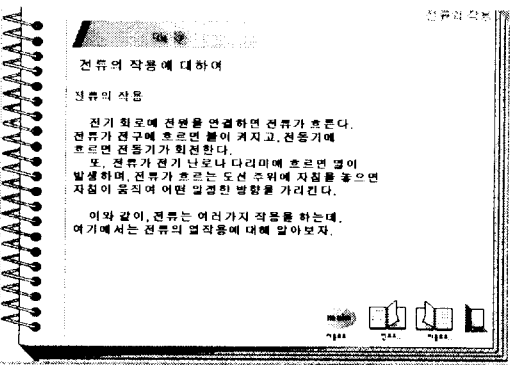 전류의 작용
전류의 작용에 대하여
전류의 작용
전기 회로에 전원을 연결하면 전류가 흐른다.
전류가 전구에 흐르면 불이 켜지고, 전동기에
흐르면 전동기가 회전한다.
또, 전류가 전기 난로나 다리미에 흐르면 열이
발생하며, 전류가 흐르는 도선 주위에 자침을 놓으면
자침이 움직여 어떤 일정한 방향을 가리킨다.
이와 같이, 전류는 여러가지 작용을 하는데,
여기에서는 전류의 열작용에 대해 알아보자.